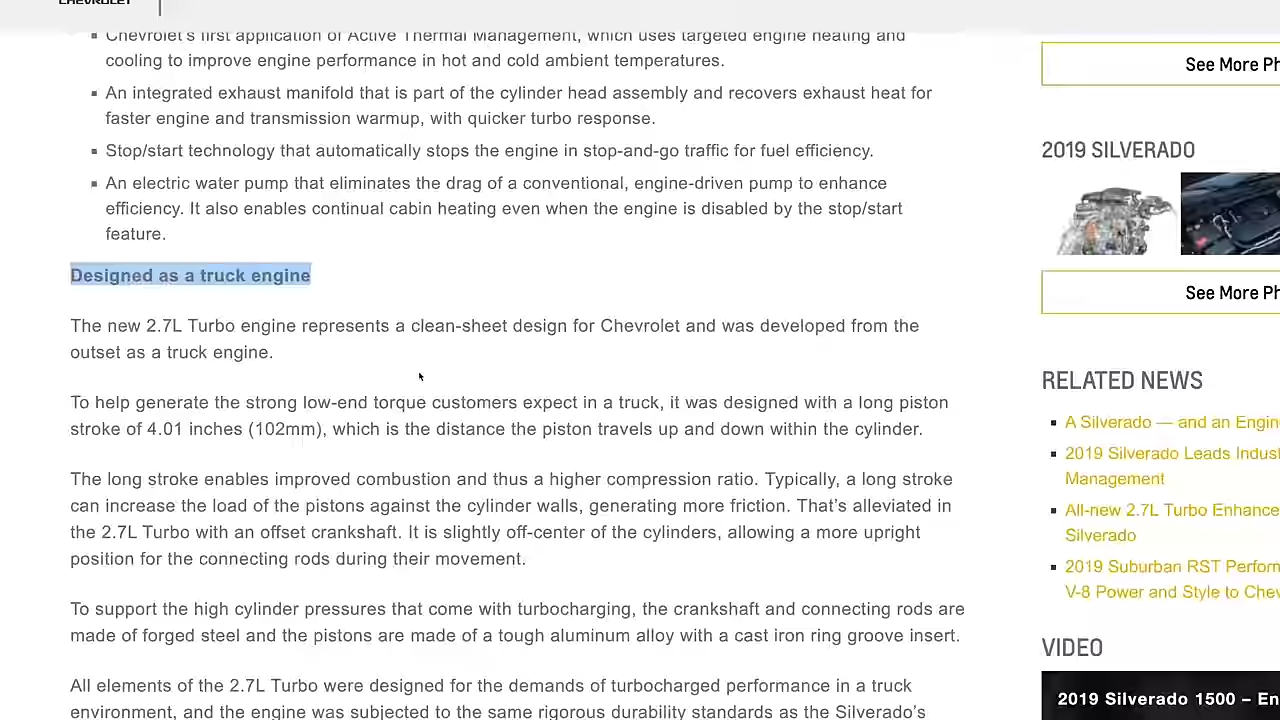 CHEVROLET
Chevrolet's first application of Active Thermal Management, which uses targeted engine heating and
cooling to improve engine performance in hot and cold ambient temperatures.
An integrated exhaust manifold that is part of the cylinder head assembly and recovers exhaust heat for
faster engine and transmission warmup, with quicker turbo response.
Stop/start technology that automatically stops the engine in stop-and-go traffic for fuel efficiency.
An electric water pump that eliminates the drag of a conventional, engine-driven pump to enhance
efficiency. It also enables continual cabin heating even when the engine is disabled by the stop/start
feature.
Designed as a truck engine
The new 2.7L Turbo engine represents a clean-sheet design for Chevrolet and was developed from the
outset as a truck engine.
To help generate the strong low-end torque customers expect in a truck, it was designed with a long piston
stroke of 4.01 inches (102mm), which is the distance the piston travels up and down within the cylinder.
The long stroke enables improved combustion and thus a higher compression ratio. Typically, a long stroke
can increase the load of the pistons against the cylinder walls, generating more friction. That's alleviated in
the 2.7L Turbo with an offset crankshaft. It is slightly off-center of the cylinders, allowing a more upright
position for the connecting rods during their movement.
To support the high cylinder pressures that come with turbocharging, the crankshaft and connecting rods are
made of forged steel and the pistons are made of a tough aluminum alloy with a cast iron ring groove insert.
All elements of the 2.7L Turbo were designed for the demands of turbocharged performance in a truck
environment, and the engine was subjected to the same rigorous durability standards as the Silverado's
See More Ph
2019 SILVERADO
See More Ph
RELATED NEWS
A Silverado — and an Engin
2019 Silverado Leads Indust
Management
All-new 2.7L Turbo Enhance
Silverado
2019 Suburban RST Perform
V-8 Power and Style to Chev
VIDEO
2019 Silverado 1500 – En